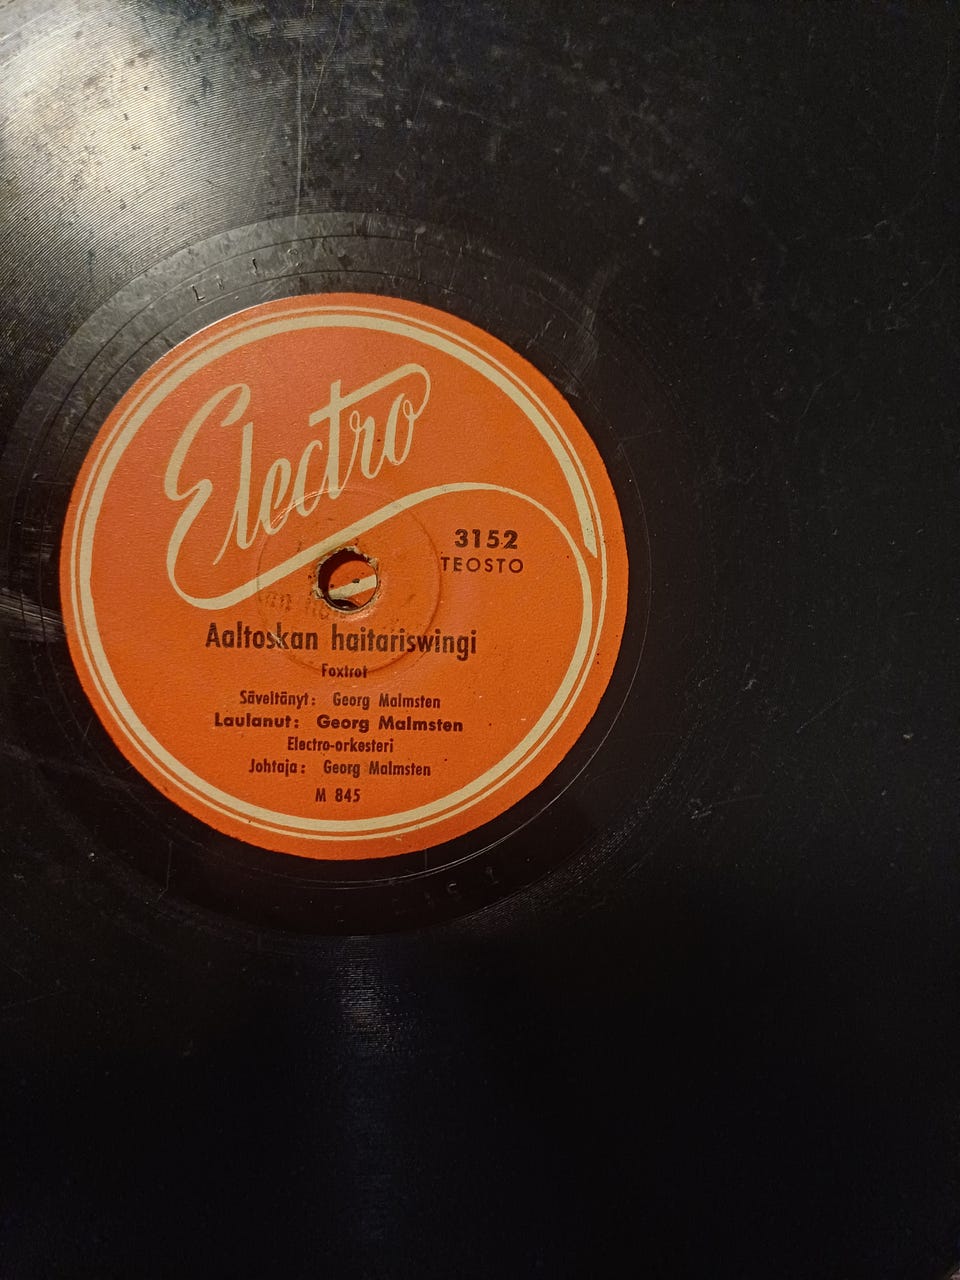 Electro
3152
TEOSTO
Aaltoskan haitariswingi
Foxtrot
Säveltänyt: Georg Malmsten
Laulanut: Georg Malmsten
Electro-orkesteri
Johtaja: Georg Malmsten
M 845